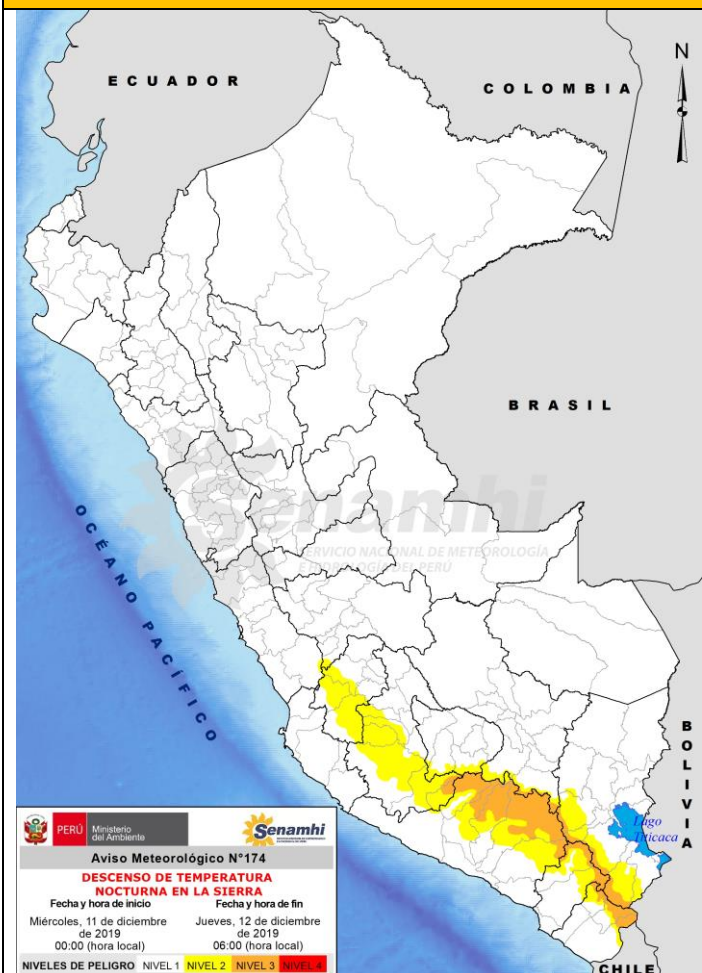 ECUADOR
COLOMBIA
N
BRASIL
Senamhi
SERVICIO NACIONAL DE METEOROLOGÍA
E HIDROLOGÍA DEL PERÚ
OCÉANO PACÍFICO
BOLIVIA
Lago
Titicaca
CHILE
PERÚ
Ministerio
del Ambiente
Senamhi
Aviso Meteorológico N°174
DESCENSO DE TEMPERATURA
NOCTURNA EN LA SIERRA
Fecha y hora de inicio
Miércoles, 11 de diciembre
de 2019
00:00 (hora local)
Fecha y hora de fin
Jueves, 12 de diciembre
de 2019
06:00 (hora local)
NIVELES DE PELIGRO NIVEL 1 NIVEL 2 NIVEL 3 NIVEL 4